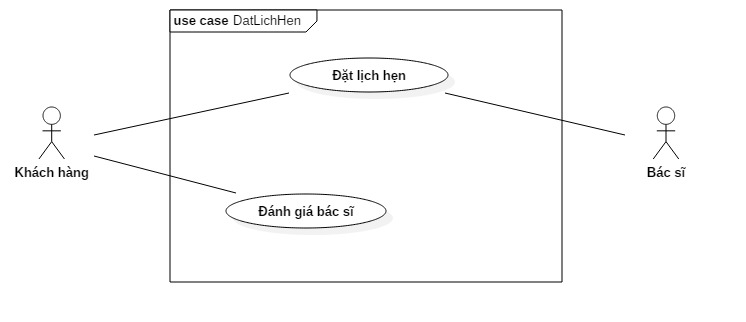 use case DatLichHen
Đặt lịch hẹn
Khách hàng
Bác sĩ
Đánh giá bác sĩ